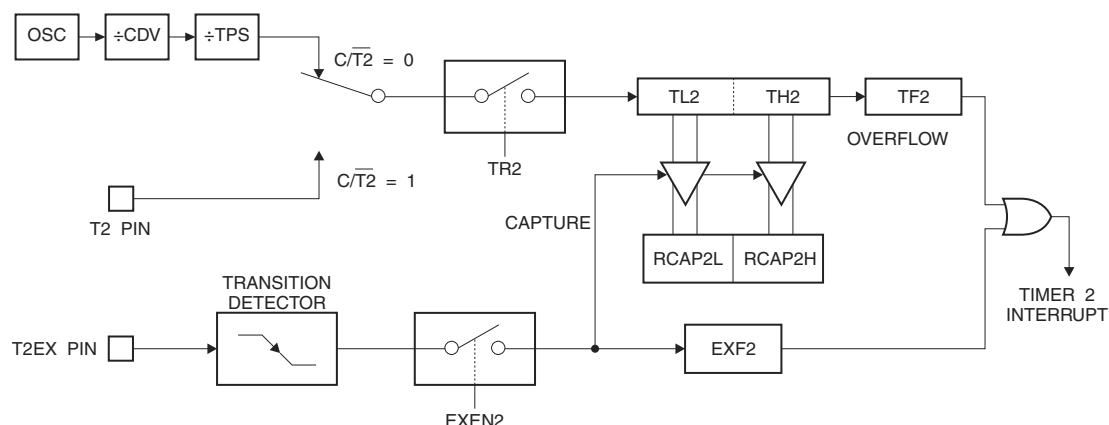 OSC
÷CDV
÷TPS
C/T2 = 0
TR2
TL2
TH2
TF2
OVERFLOW
C/T2 = 1
T2 PIN
CAPTURE
RCAP2L
RCAP2H
TRANSITION
DETECTOR
TIMER 2
INTERRUPT
T2EX PIN
EXF2
EXEN2